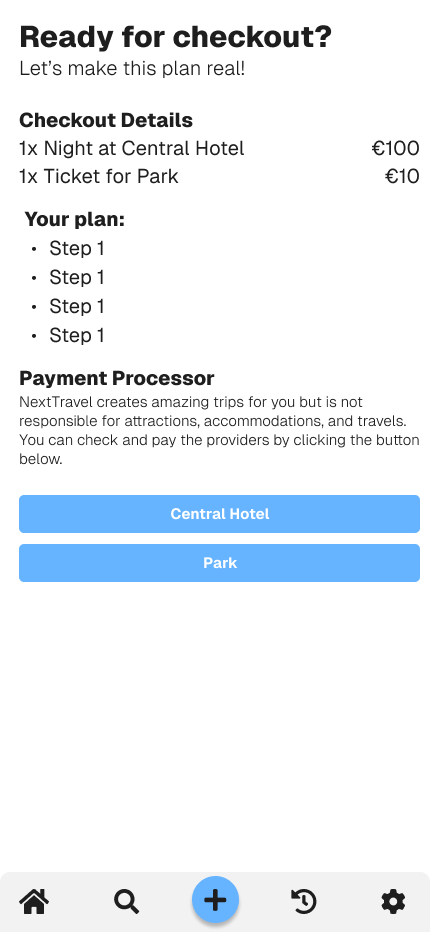 Ready for checkout?
Let’s make this plan real!
Checkout Details
1x Night at Central Hotel €100
1x Ticket for Park €10
Your plan:
• Step 1
• Step 1
• Step 1
• Step 1
Payment Processor
NextTravel creates amazing trips for you but is not
responsible for attractions, accommodations, and travels.
You can check and pay the providers by clicking the button
below.
Central Hotel
Park